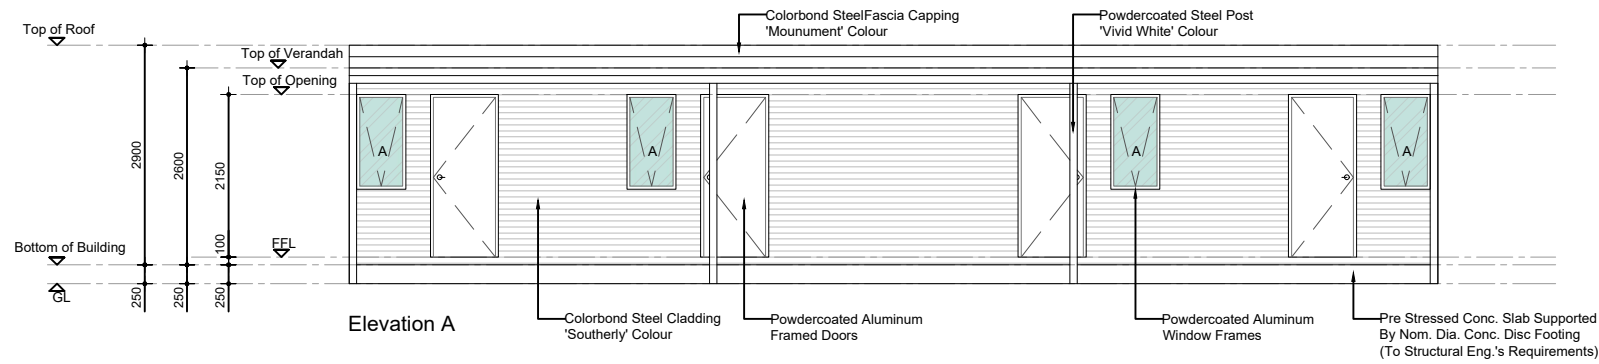 Colorbond SteelFascia Capping
'Mounument' Colour
Powdercoated Steel Post
'Vivid White' Colour
Top of Roof
Top of Verandah
Top of Opening
2900
2600
2150
A
A
A
A
Bottom of Building
FFL
100
GL
250
250
250
Elevation A
Colorbond Steel Cladding
'Southerly' Colour
Powdercoated Aluminum
Framed Doors
Powdercoated Aluminum
Window Frames
Pre Stressed Conc. Slab Supported
By Nom. Dia. Conc. Disc Footing
(To Structural Eng.'s Requirements)